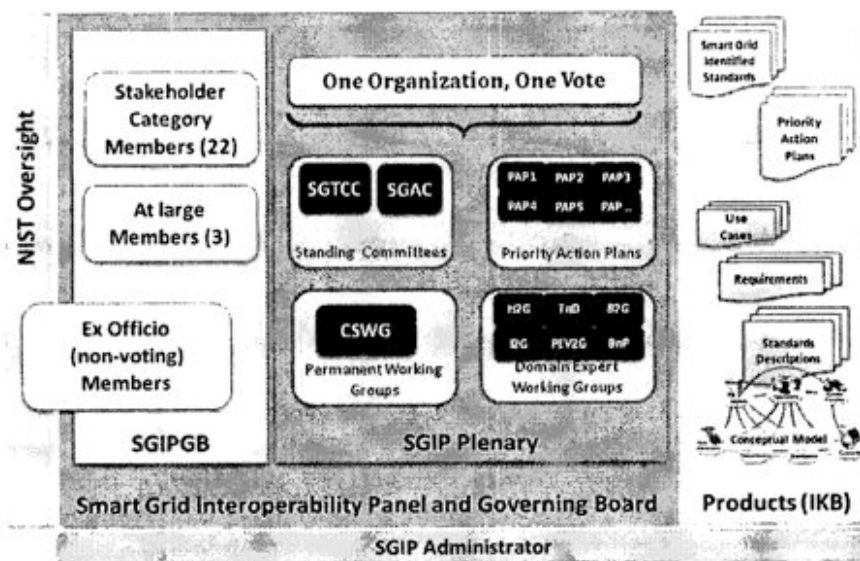 NIST Oversight
Stakeholder
Category
Members (22)
At large
Members (3)
Ex Officio
(non-voting)
Members
SGIPGB
One Organization, One Vote
SGTCC
SGAC
Standing Committees
PAP1 PAP2 PAP3
PAP4 PAP5 PAP..
Priority Action Plans
CSWG
Permanent Working
Groups
H2G TnD B2G
I2G PEV2G BnP
Domain Expert
Working Groups
SGIP Plenary
Smart Grid Interoperability Panel and Governing Board
Smart Grid
Identified
Standards
Priority
Action
Plans
Use
Cases
Requirements
Standards
Descriptions
Conceptual Model
Products (IKB)
SGIP Administrator